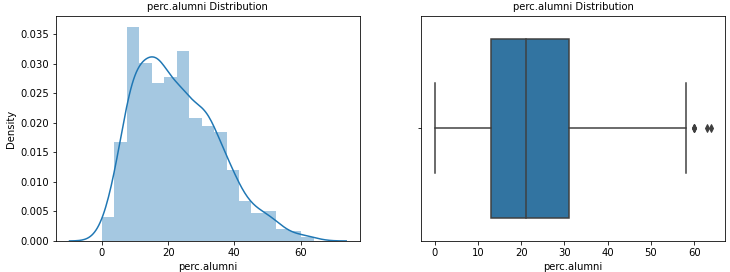 perc.alumni Distribution
Density
0.035
0.030
0.025
0.020
0.015
0.010
0.005
0.000
0 20 40 60
perc.alumni
perc.alumni Distribution
0 10 20 30 40 50 60
perc.alumni